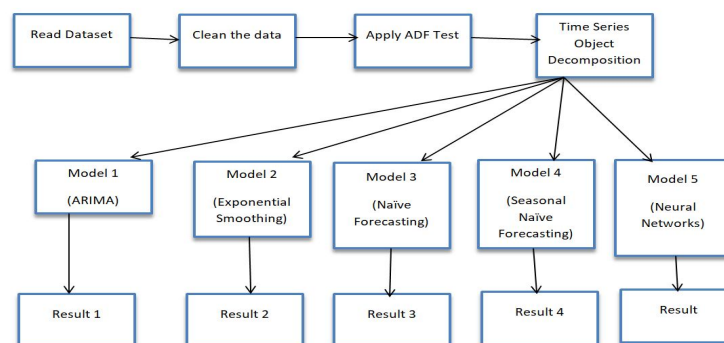 Read Dataset
Clean the data
Apply ADF Test
Time Series
Object
Decomposition
Model 1
(ARIMA)
Model 2
(Exponential
Smoothing)
Model 3
(Naïve
Forecasting)
Model 4
(Seasonal
Naïve
Forecasting)
Model 5
(Neural
Networks)
Result 1
Result 2
Result 3
Result 4
Result